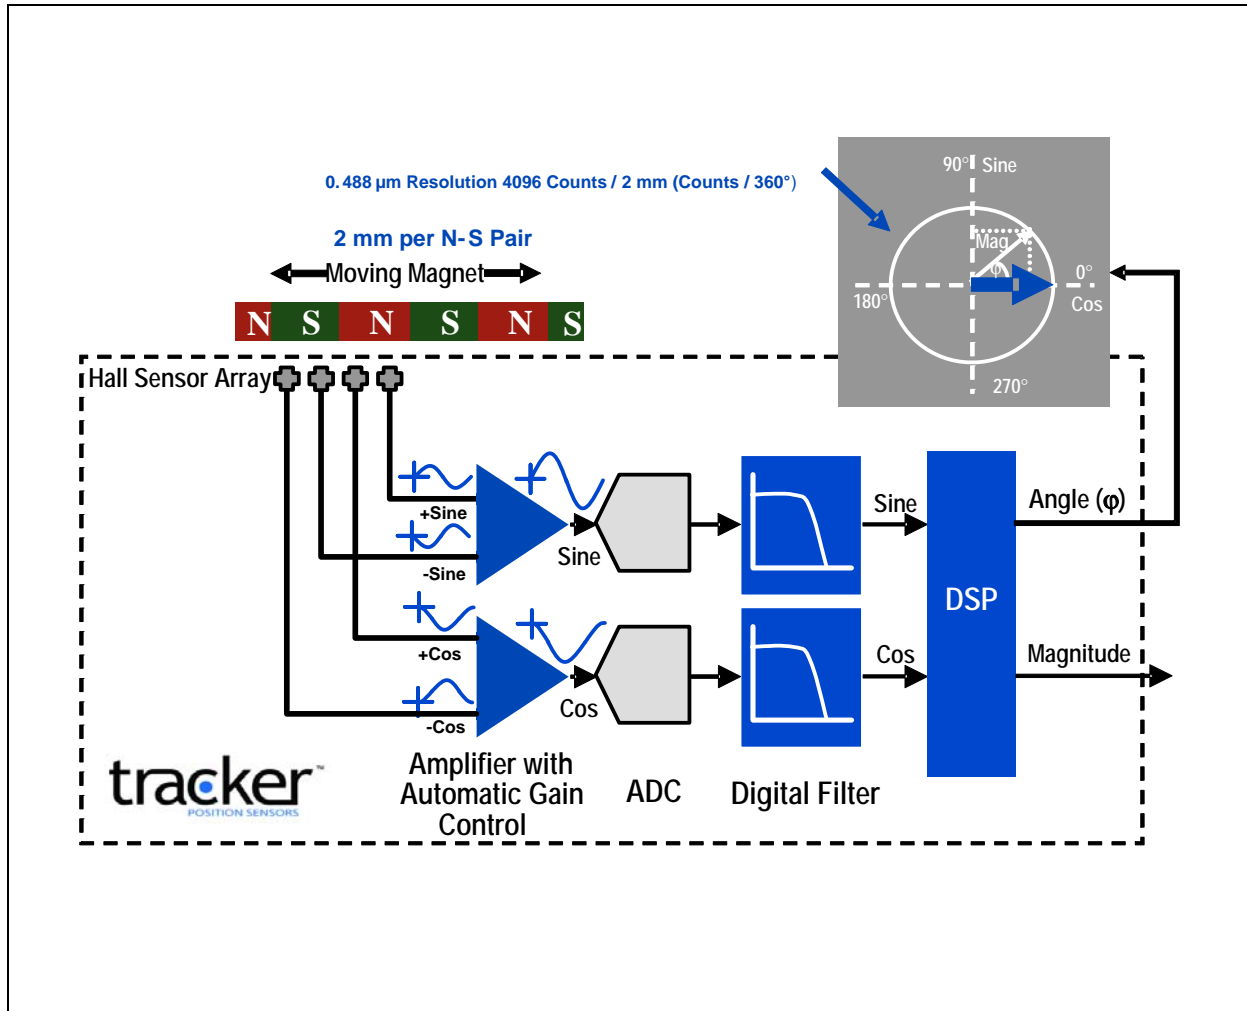 90° Sine
0.488 µm Resolution 4096 Counts / 2 mm (Counts / 360°)
2 mm per N-S Pair
Moving Magnet
Mag
φ
0°
180°
Cos
270°
N S N S N S
Hall Sensor Array
+Sine
-Sine
Sine
Sine
Angle (φ)
DSP
+Cos
-Cos
Cos
Cos
Magnitude
tracker™
POSITION SENSORS
Amplifier with
Automatic Gain
Control
ADC
Digital Filter